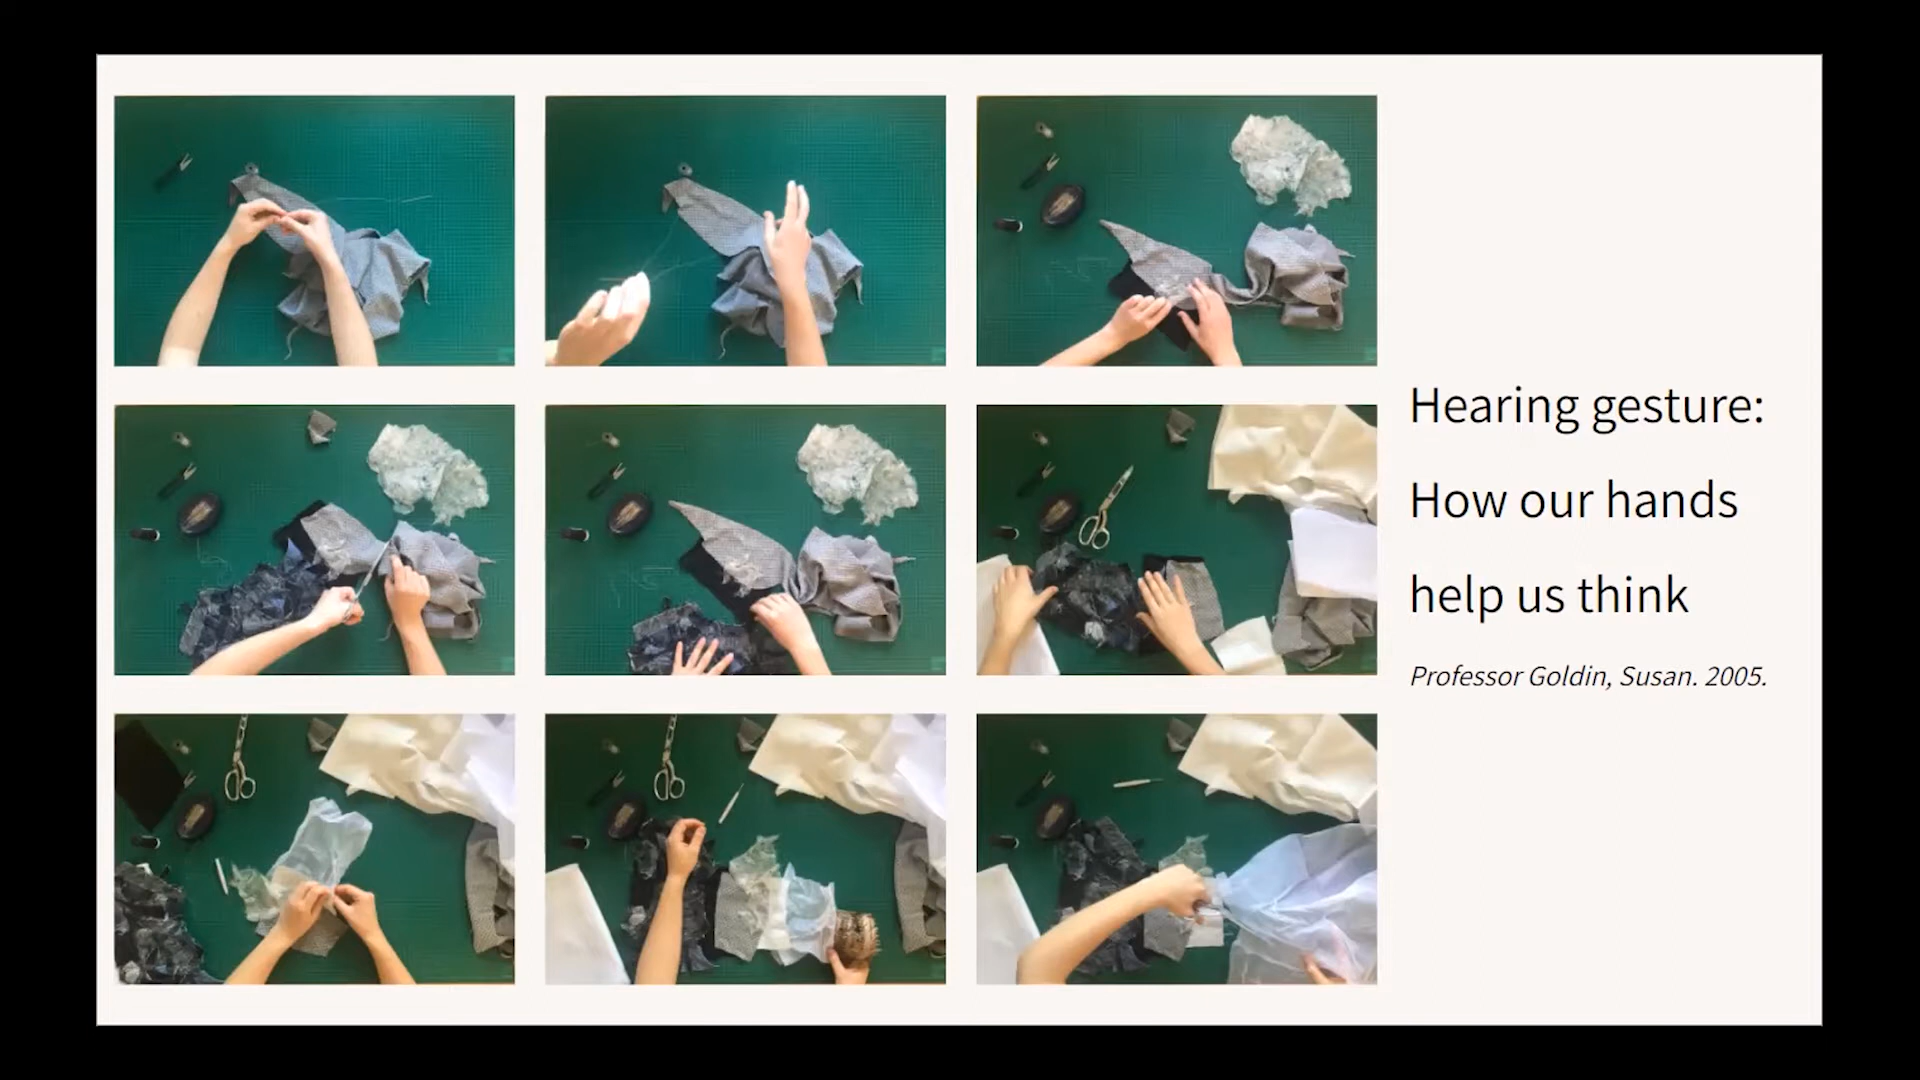 Hearing gesture:
How our hands
help us think
Professor Goldin, Susan. 2005.